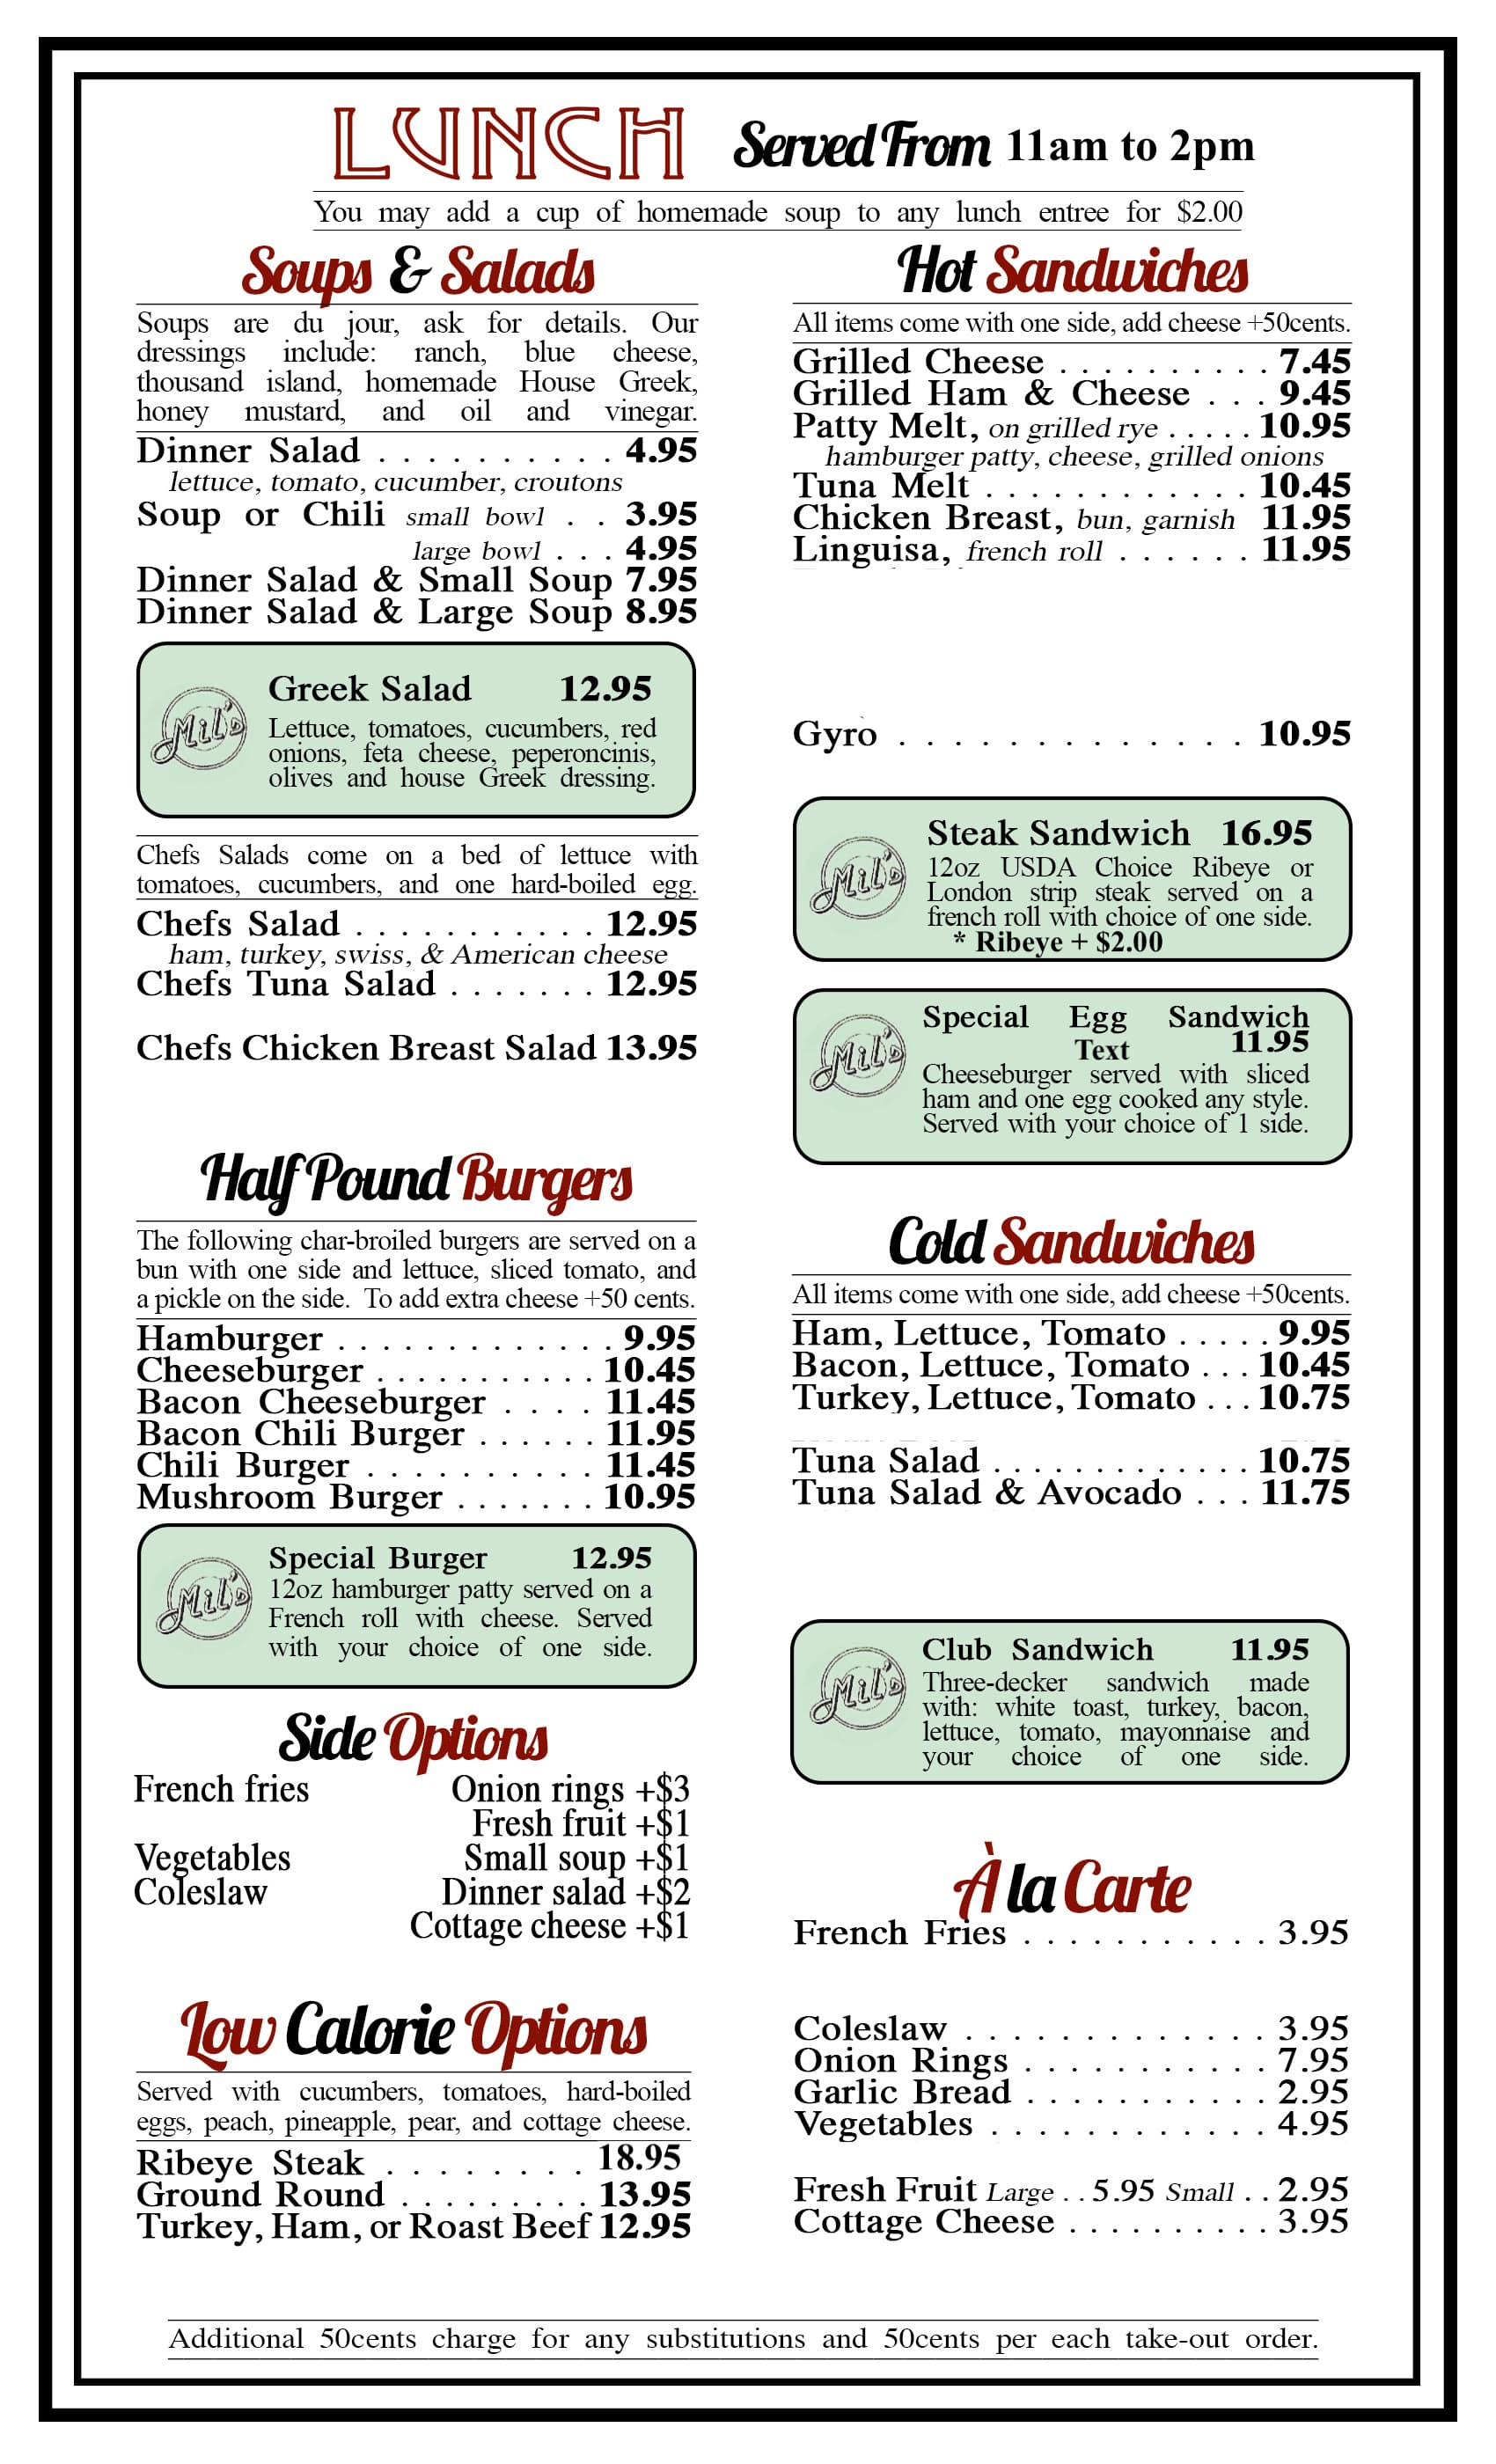 LUNCH Served From 11am to 2pm
You may add a cup of homemade soup to any lunch entree for $2.00
Soups & Salads
Soups are du jour, ask for details. Our
dressings include: ranch, blue cheese,
thousand island, homemade House Greek,
honey mustard, and oil and vinegar.
Dinner Salad . . . . . . . . . . 4.95
lettuce, tomato, cucumber, croutons
Soup or Chili small bowl . . 3.95
large bowl . . . 4.95
Dinner Salad & Small Soup 7.95
Dinner Salad & Large Soup 8.95
Mil's
Greek Salad 12.95
Lettuce, tomatoes, cucumbers, red
onions, feta cheese, peperoncinis,
olives and house Greek dressing.
Chefs Salads come on a bed of lettuce with
tomatoes, cucumbers, and one hard-boiled egg.
Chefs Salad . . . . . . . . . . . 12.95
ham, turkey, swiss, & American cheese
Chefs Tuna Salad . . . . . . . 12.95
Chefs Chicken Breast Salad 13.95
Half Pound Burgers
The following char-broiled burgers are served on a
bun with one side and lettuce, sliced tomato, and
a pickle on the side. To add extra cheese +50 cents.
Hamburger . . . . . . . . . . . . . 9.95
Cheeseburger . . . . . . . . . . . 10.45
Bacon Cheeseburger . . . . 11.45
Bacon Chili Burger . . . . . . 11.95
Chili Burger . . . . . . . . . . 11.45
Mushroom Burger . . . . . . . 10.95
Mil's
Special Burger 12.95
12oz hamburger patty served on a
French roll with cheese. Served
with your choice of one side.
Side Options
French fries Onion rings +$3
Fresh fruit +$1
Vegetables Small soup +$1
Coleslaw Dinner salad +$2
Cottage cheese +$1
Low Calorie Options
Served with cucumbers, tomatoes, hard-boiled
eggs, peach, pineapple, pear, and cottage cheese.
Ribeye Steak . . . . . . . . 18.95
Ground Round . . . . . . . . . 13.95
Turkey, Ham, or Roast Beef 12.95
Hot Sandwiches
All items come with one side, add cheese +50cents.
Grilled Cheese . . . . . . . . . . 7.45
Grilled Ham & Cheese . . . 9.45
Patty Melt, on grilled rye . . . . . 10.95
hamburger patty, cheese, grilled onions
Tuna Melt . . . . . . . . . . . . 10.45
Chicken Breast, bun, garnish 11.95
Linguisa, french roll . . . . . . 11.95
Gyro . . . . . . . . . . . . . 10.95
Mil's
Steak Sandwich 16.95
12oz USDA Choice Ribeye or
London strip steak served on a
french roll with choice of one side.
* Ribeye + $2.00
Mil's
Special Egg Sandwich
Text 11.95
Cheeseburger served with sliced
ham and one egg cooked any style.
Served with your choice of 1 side.
Cold Sandwiches
All items come with one side, add cheese +50cents.
Ham, Lettuce, Tomato . . . . . 9.95
Bacon, Lettuce, Tomato . . . 10.45
Turkey, Lettuce, Tomato . . . 10.75
Tuna Salad . . . . . . . . . . . . 10.75
Tuna Salad & Avocado . . . 11.75
Mil's
Club Sandwich 11.95
Three-decker sandwich made
with: white toast, turkey, bacon,
lettuce, tomato, mayonnaise and
your choice of one side.
À la Carte
French Fries . . . . . . . . . . . 3.95
Coleslaw . . . . . . . . . . . . . 3.95
Onion Rings . . . . . . . . . . . 7.95
Garlic Bread . . . . . . . . . . . 2.95
Vegetables . . . . . . . . . . . . 4.95
Fresh Fruit Large . . 5.95 Small . . 2.95
Cottage Cheese . . . . . . . . . . 3.95
Additional 50cents charge for any substitutions and 50cents per each take-out order.